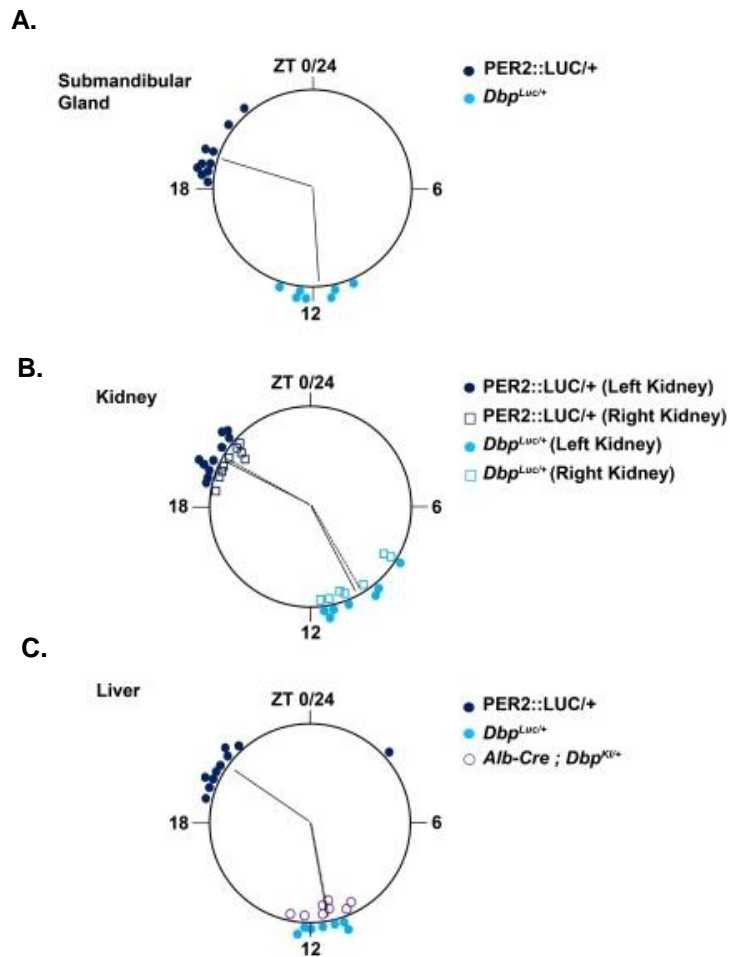 A.
Submandibular
Gland
ZT 0/24
PER2::LUC/+
Dbp^Luc/+
18
6
12
B.
Kidney
ZT 0/24
PER2::LUC/+ (Left Kidney)
PER2::LUC/+ (Right Kidney)
Dbp^Luc/+ (Left Kidney)
Dbp^Luc/+ (Right Kidney)
18
6
12
C.
Liver
ZT 0/24
PER2::LUC/+
Dbp^Luc/+
Alb-Cre ; Dbp^KI/+
18
6
12